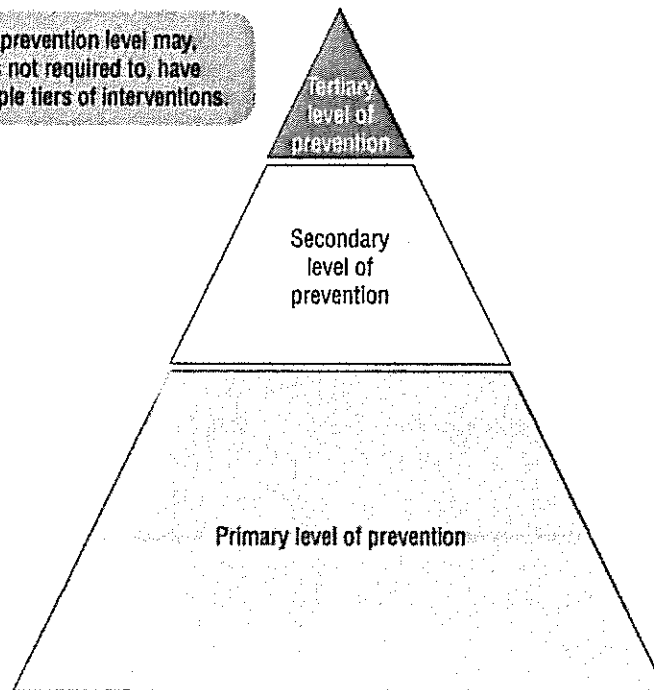 prevention level may,
not required to, have
ple tiers of interventions.
Tertiary
level of
prevention
Secondary
level of
prevention
Primary level of prevention